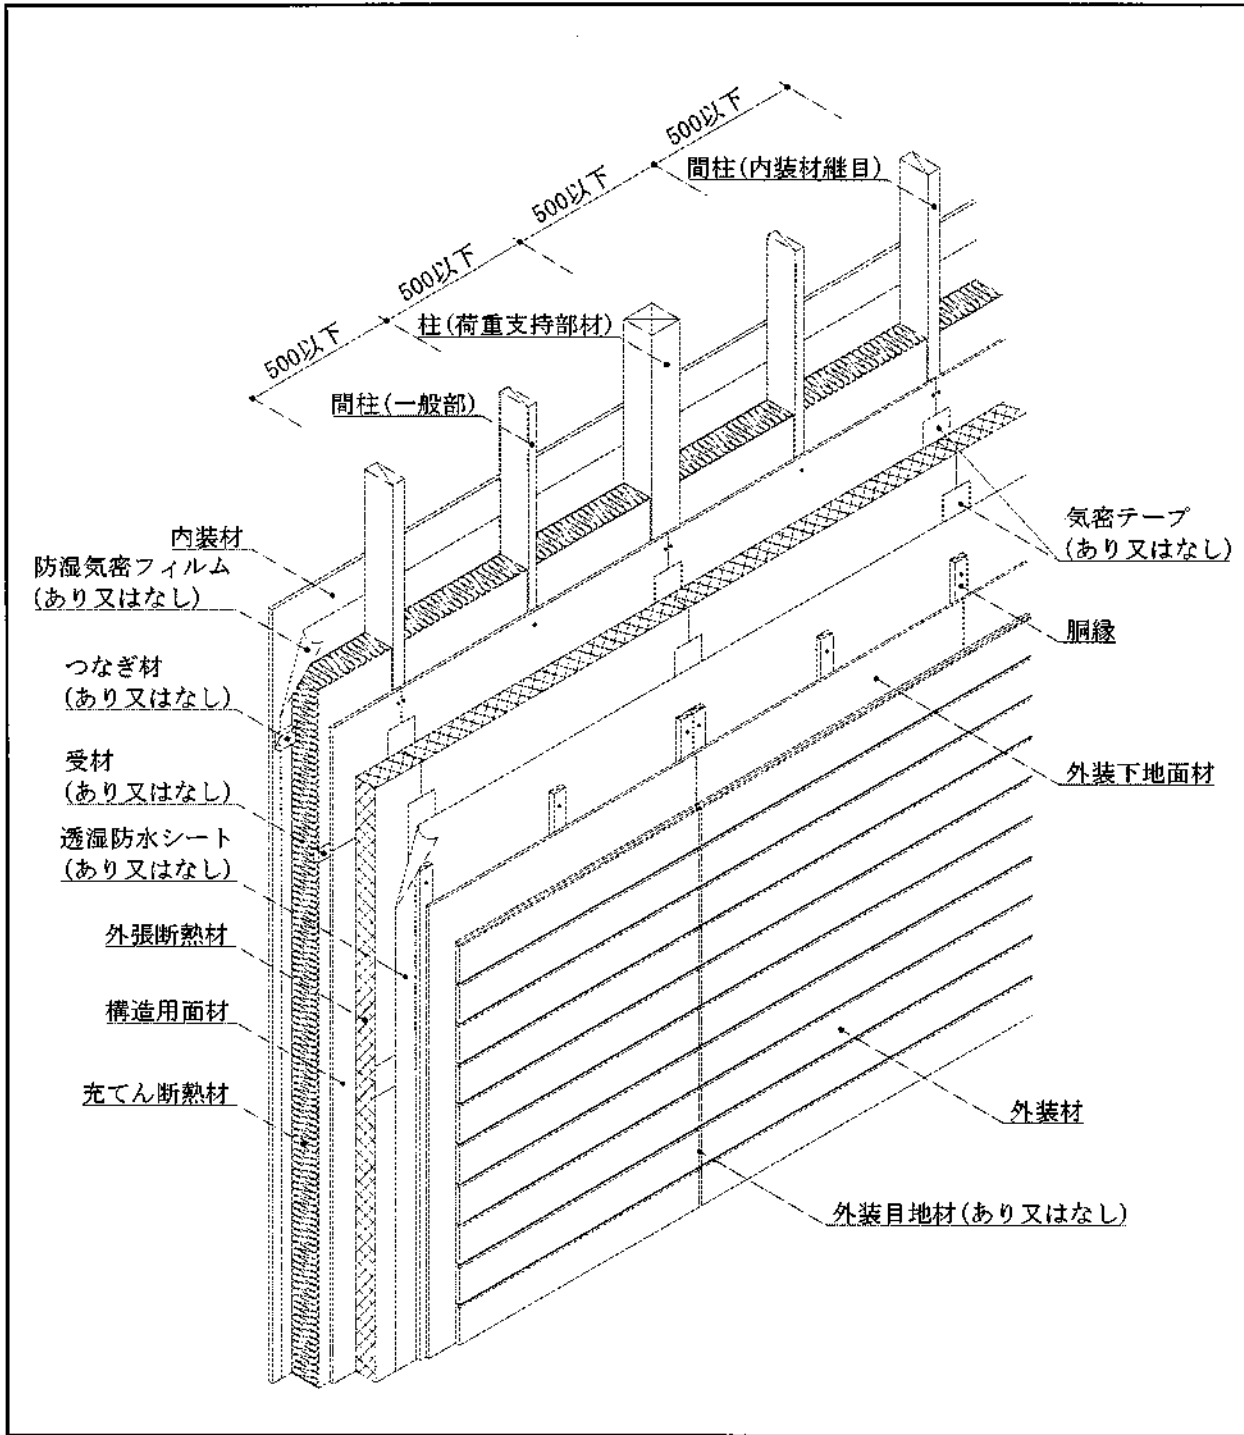 500以下
500以下
500以下
500以下
間柱(内装材継目)
柱(荷重支持部材)
間柱(一般部)
内装材
防湿気密フィルム
(あり又はなし)
つなぎ材
(あり又はなし)
受材
(あり又はなし)
透湿防水シート
(あり又はなし)
外張断熱材
構造用面材
充てん断熱材
気密テープ
(あり又はなし)
胴縁
外装下地面材
外装材
外装目地材(あり又はなし)